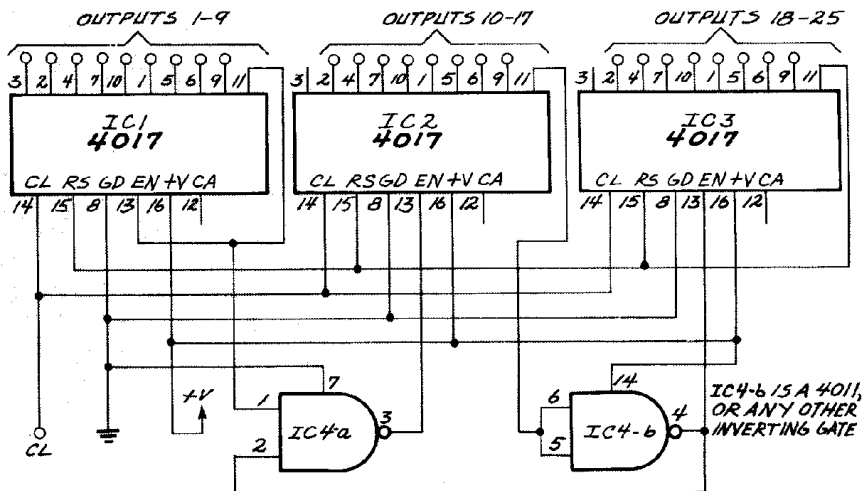 OUTPUTS 1-9 OUTPUTS 10-17 OUTPUTS 18-25
3 2 4 7 10 1 5 6 9 11 3 2 4 7 10 1 5 6 9 11 3 2 4 7 10 1 5 6 9 11
IC1 IC2 IC3
4017 4017 4017
CL RS GD EN +V CA CL RS GD EN +V CA CL RS GD EN +V CA
14 15 8 13 16 12 14 15 8 13 16 12 14 15 8 13 16 12
+V
CL
1 7
2 IC4a 3
6 14
5 IC4-b 4
IC4-b IS A 4011,
OR ANY OTHER
INVERTING GATE